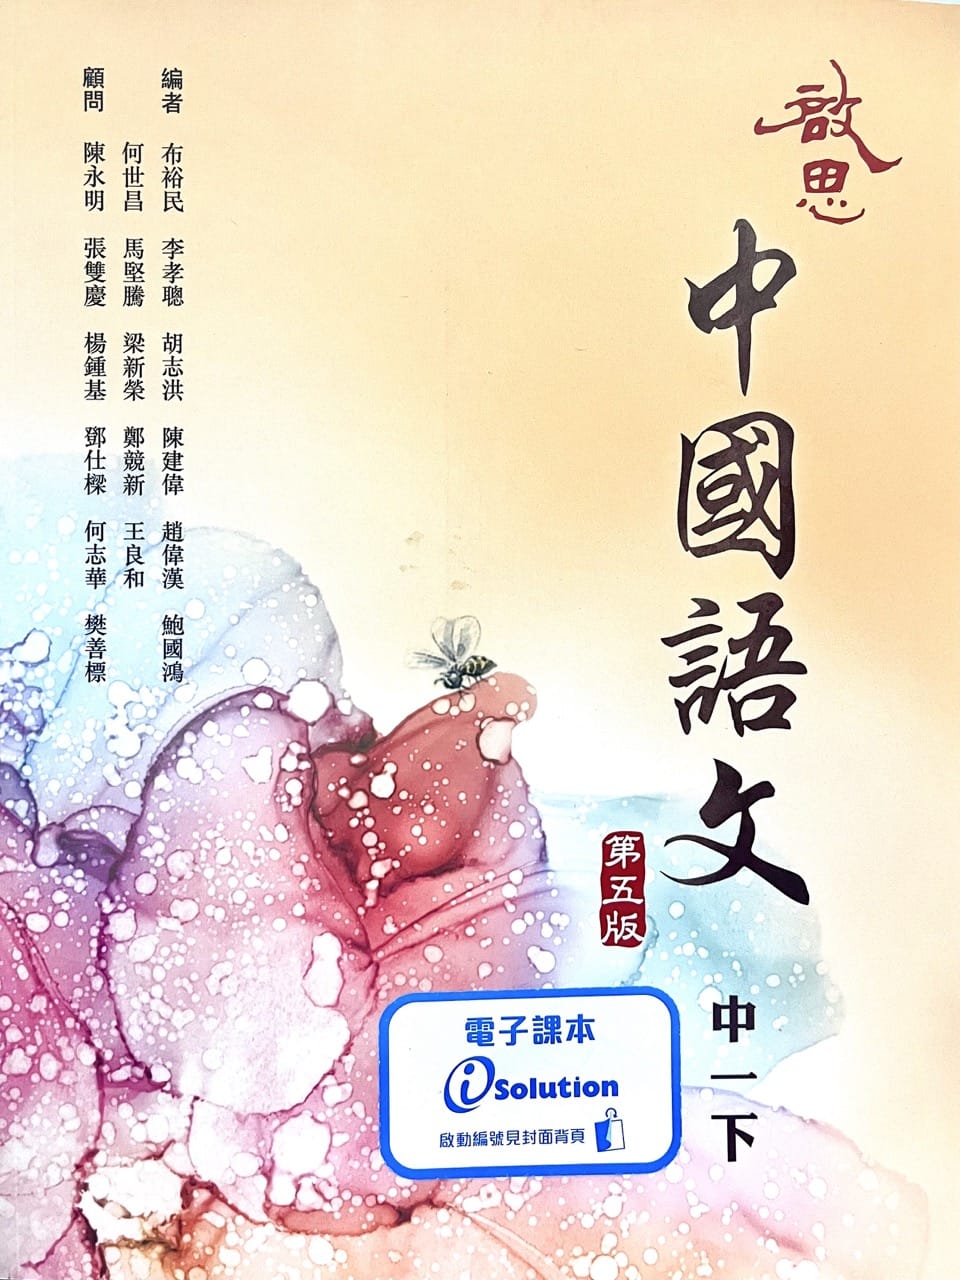 啟思
中國語文
第五版
中一下
編者 布裕民 李孝聰 胡志洪 陳建偉 趙偉漢 鮑國鴻
何世昌 馬堅騰 梁新榮 鄭競新 王良和
顧問 陳永明 張雙慶 楊鍾基 鄧仕樑 何志華 樊善標
電子課本
iSolution
啟動編號見封面背頁